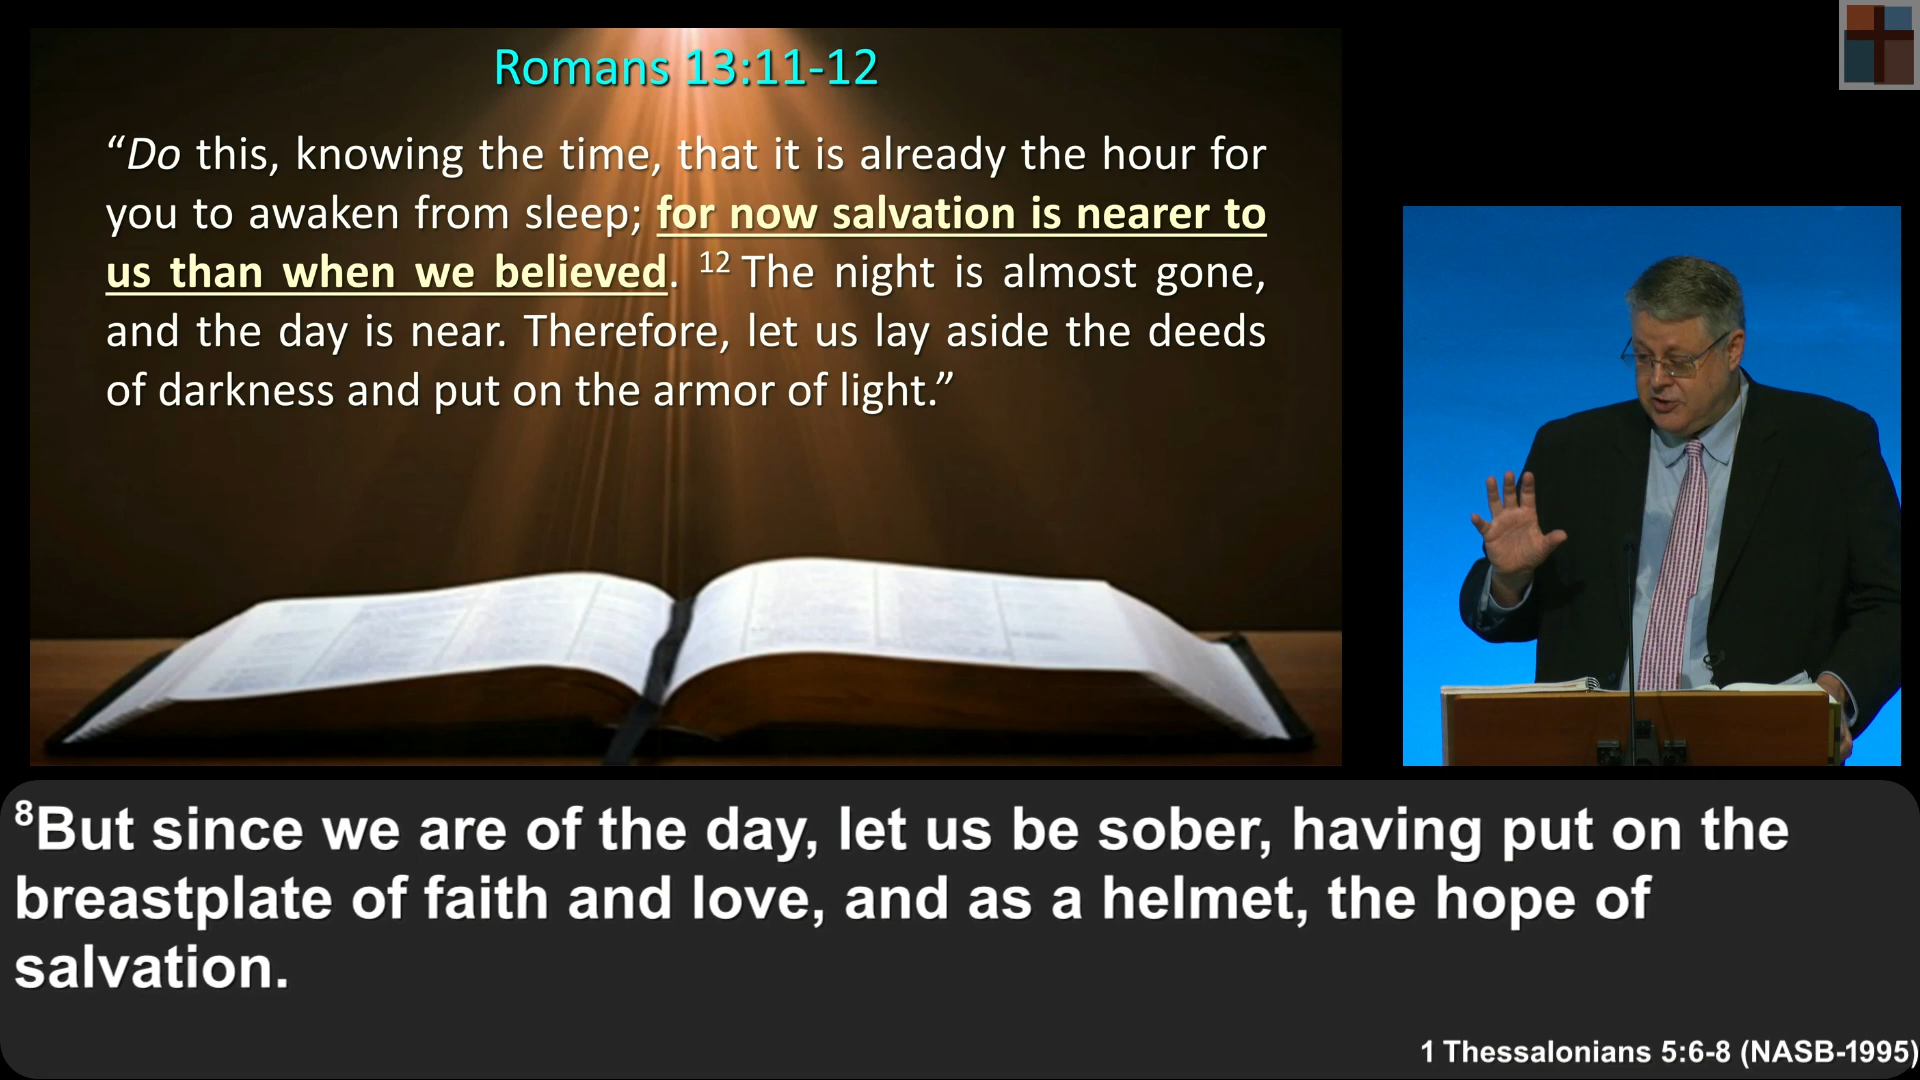 Romans 13:11-12
“Do this, knowing the time, that it is already the hour for
you to awaken from sleep; for now salvation is nearer to
us than when we believed. 12 The night is almost gone,
and the day is near. Therefore, let us lay aside the deeds
of darkness and put on the armor of light.”
8But since we are of the day, let us be sober, having put on the
breastplate of faith and love, and as a helmet, the hope of
salvation.
1 Thessalonians 5:6-8 (NASB-1995)